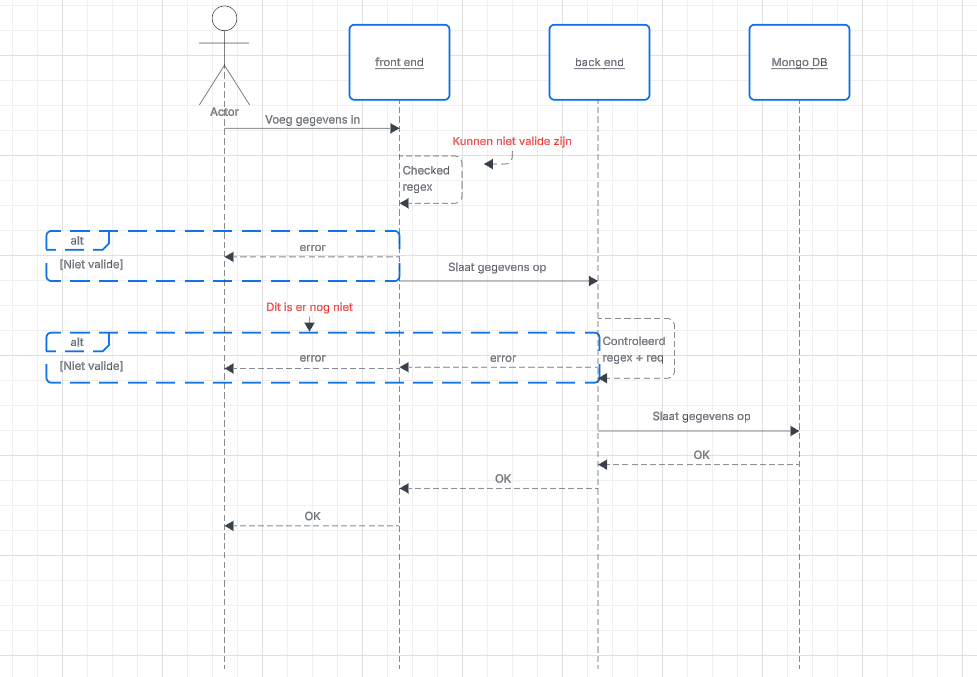 front end
back end
Mongo DB
Actor
Voeg gegevens in
Kunnen niet valide zijn
Checked
regex
alt
error
[Niet valide]
Slaat gegevens op
Dit is er nog niet
alt
Controleerd
[Niet valide]
error
error
regex + req
Slaat gegevens op
OK
OK
OK